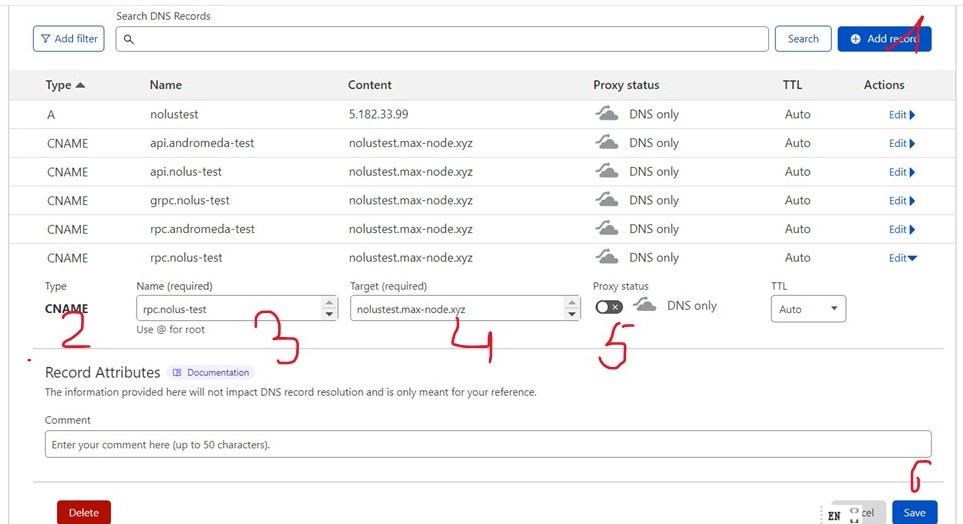 Search DNS Records
Add filter Search Add record 1
Type Name Content Proxy status TTL Actions
A nolustest 5.182.33.99 DNS only Auto Edit
CNAME api.andromeda-test nolustest.max-node.xyz DNS only Auto Edit
CNAME api.nolus-test nolustest.max-node.xyz DNS only Auto Edit
CNAME grpc.nolus-test nolustest.max-node.xyz DNS only Auto Edit
CNAME rpc.andromeda-test nolustest.max-node.xyz DNS only Auto Edit
CNAME rpc.nolus-test nolustest.max-node.xyz DNS only Auto Edit
Type Name (required) Target (required) Proxy status TTL
CNAME rpc.nolus-test nolustest.max-node.xyz DNS only Auto
Use @ for root
2 3 4 5
Record Attributes Documentation
The information provided here will not impact DNS record resolution and is only meant for your reference.
Comment
Enter your comment here (up to 50 characters).
6
Delete EN Save